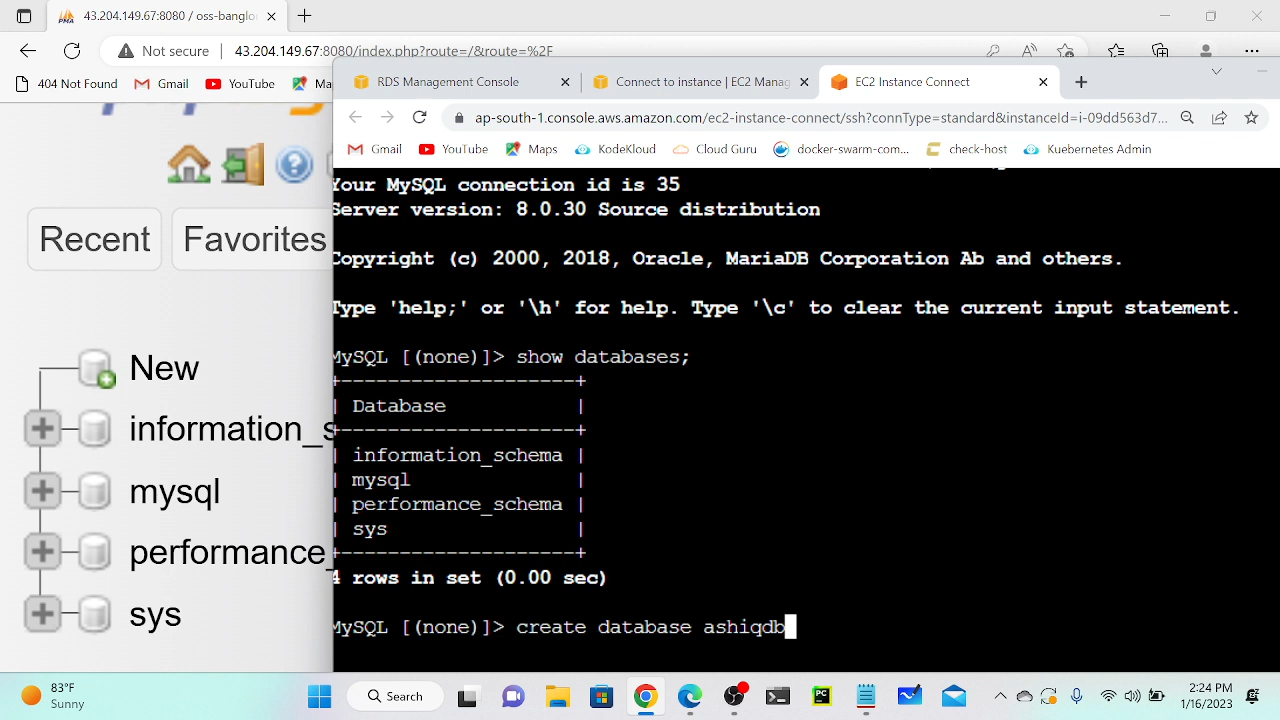 43.204.149.67:8080 / oss-banglo
Not secure
43.204.149.67:8080/index.php?route=/&route=%2F
404 Not Found
Gmail
YouTube
Ma
Recent
Favorites
New
information_s
mysql
performance_
sys
RDS Management Console
Connect to instance | EC2 Manag
EC2 Instance Connect
ap-south-1.console.aws.amazon.com/ec2-instance-connect/ssh?connType=standard&instanceId=i-09dd563d7...
Gmail
YouTube
Maps
KodeKloud
Cloud Guru
docker-swarm-com...
check-host
Kuebernetes Admin
Your MySQL connection id is 35
Server version: 8.0.30 Source distribution
Copyright (c) 2000, 2018, Oracle, MariaDB Corporation Ab and others.
Type 'help;' or '\h' for help. Type '\c' to clear the current input statement.
MySQL [(none)]> show databases;
+--------------------+
| Database           |
+--------------------+
| information_schema |
| mysql              |
| performance_schema |
| sys                |
+--------------------+
4 rows in set (0.00 sec)
MySQL [(none)]> create database ashiqdb
83°F
Sunny
Search
2:24 PM
1/16/2023